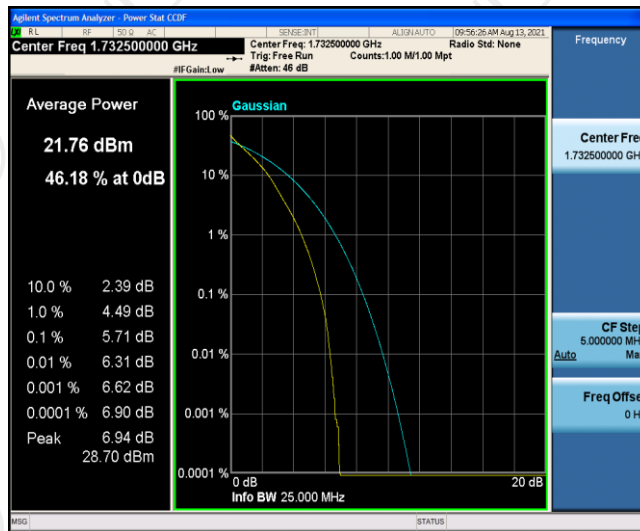 Agilent Spectrum Analyzer - Power Stat CCDF
RL RF 50 Ω AC SENSE:INT ALIGN AUTO 09:56:26 AM Aug 13, 2021
Center Freq 1.732500000 GHz
Center Freq: 1.732500000 GHz Radio Std: None
Trig: Free Run Counts:1.00 M/1.00 Mpt
#IFGain:Low #Atten: 46 dB
Frequency
Average Power
21.76 dBm
46.18 % at 0dB
10.0 % 2.39 dB
1.0 % 4.49 dB
0.1 % 5.71 dB
0.01 % 6.31 dB
0.001 % 6.62 dB
0.0001 % 6.90 dB
Peak 6.94 dB
28.70 dBm
Gaussian
100 %
10 %
1 %
0.1 %
0.01 %
0.001 %
0.0001 %
0 dB 20 dB
Info BW 25.000 MHz
Center Fre
1.732500000 GH
CF Ste
5.000000 MH
Auto Ma
Freq Offse
0 H
MSG STATUS